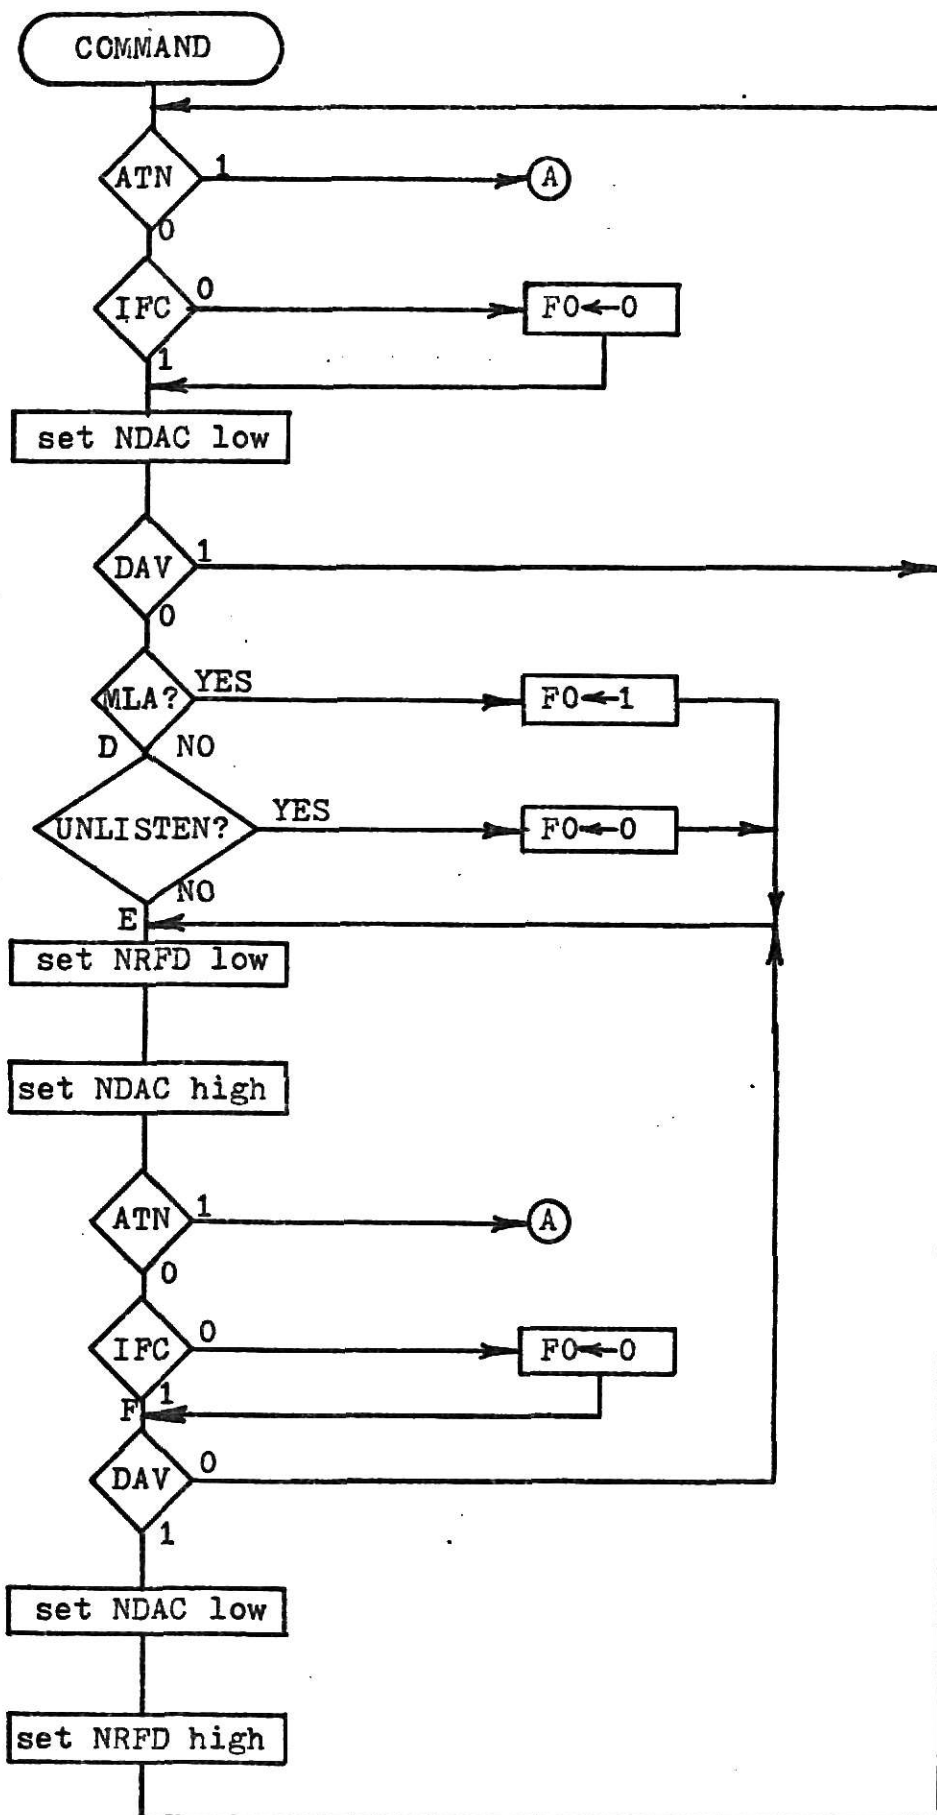 COMMAND
ATN
1
A
0
IFC
0
F0←0
1
set NDAC low
DAV
1
0
MLA?
YES
F0←1
D
NO
UNLISTEN?
YES
F0←0
NO
E
set NRFD low
set NDAC high
ATN
1
A
0
IFC
0
F0←0
1
F
DAV
0
1
set NDAC low
set NRFD high